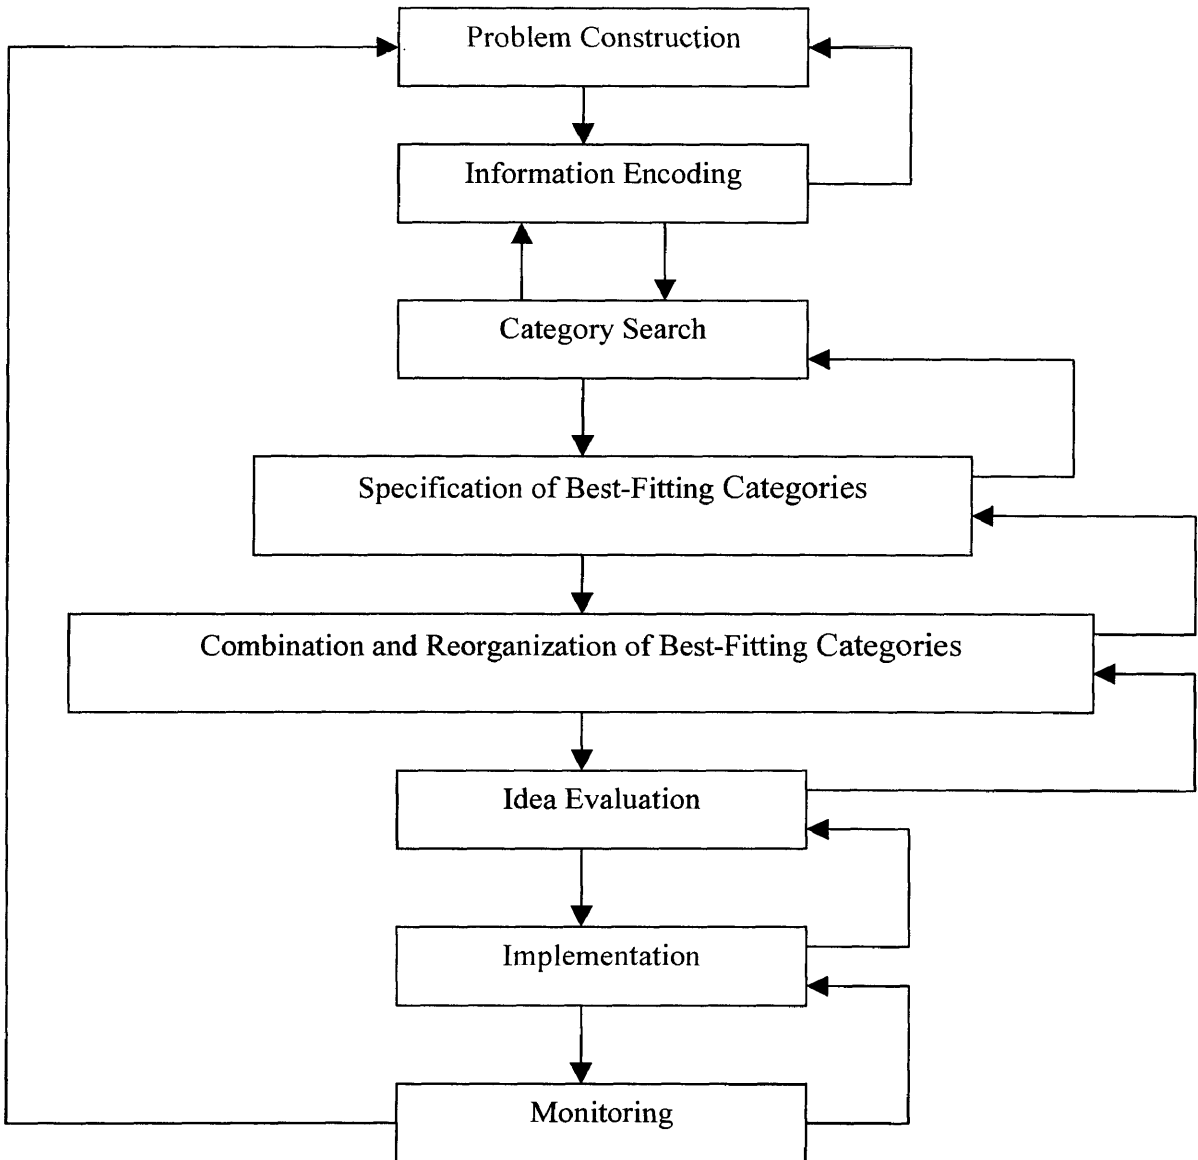 Problem Construction
Information Encoding
Category Search
Specification of Best-Fitting Categories
Combination and Reorganization of Best-Fitting Categories
Idea Evaluation
Implementation
Monitoring